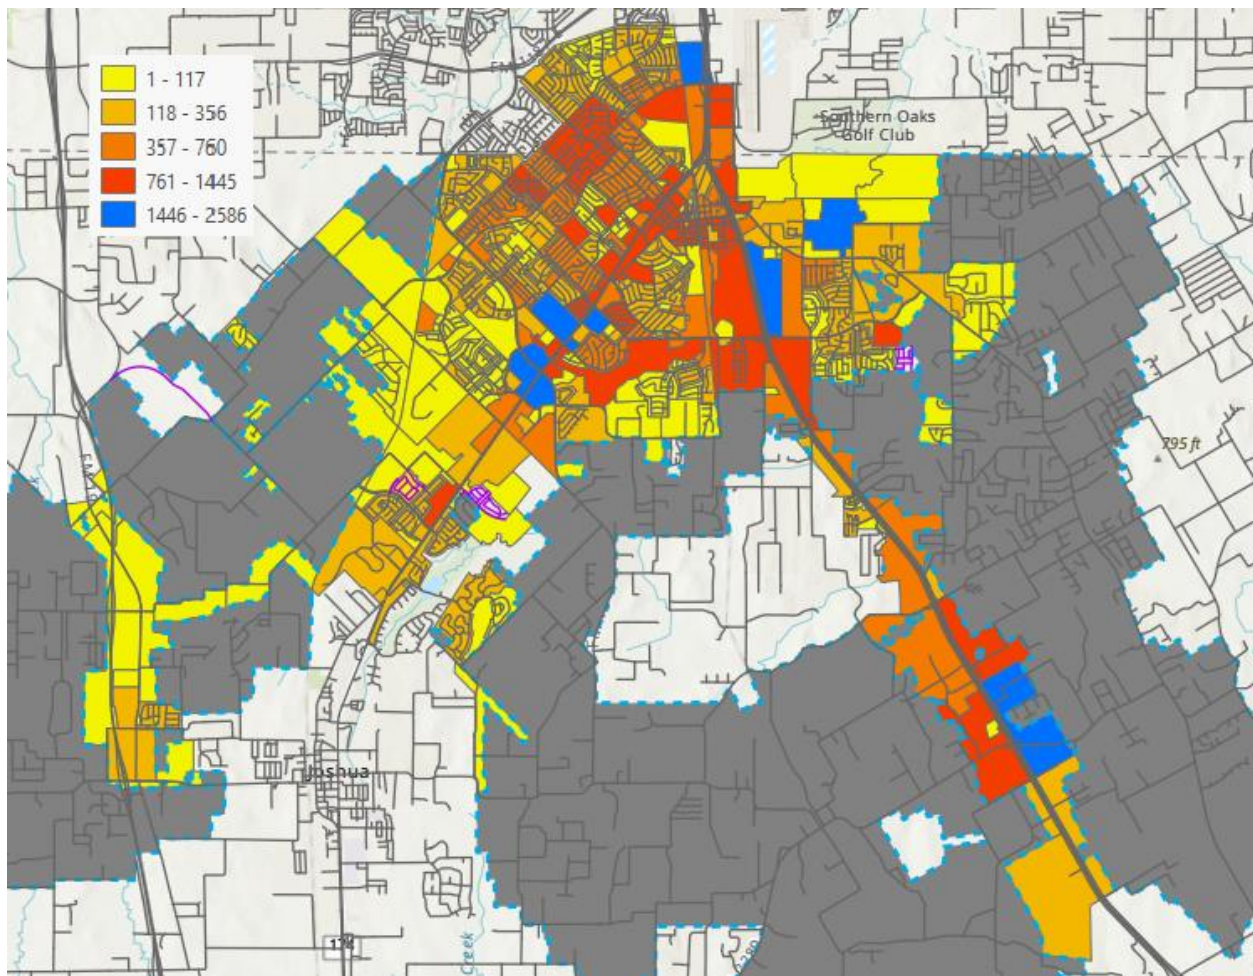 1 - 117
118 - 356
357 - 760
761 - 1445
1446 - 2586
Southern Oaks
Golf Club
795 ft
Joshua
174
Creek